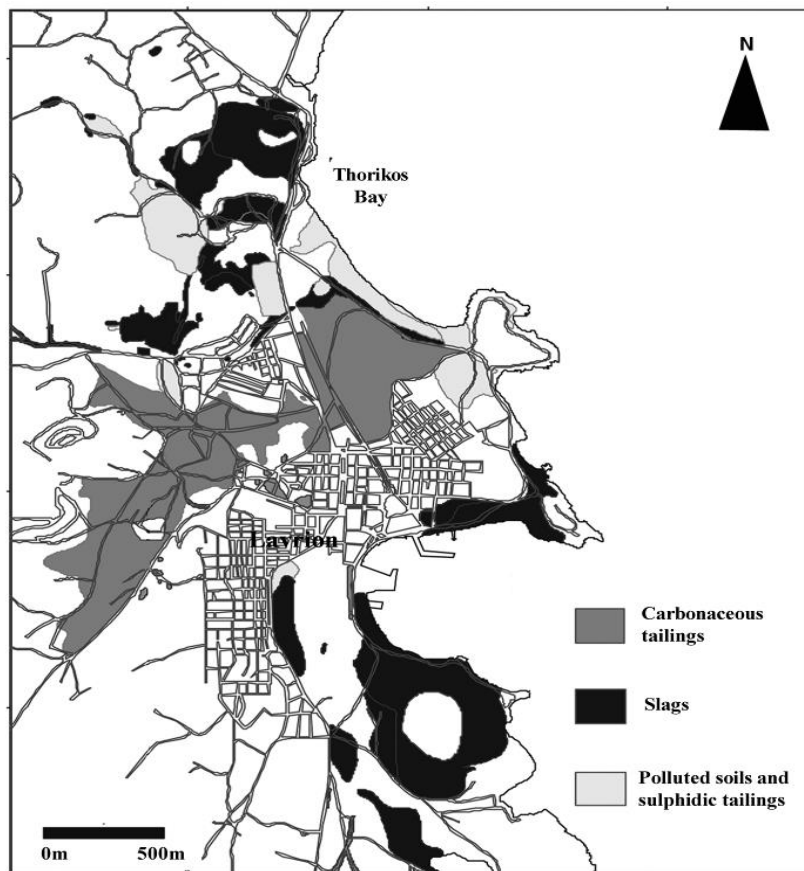 N
Thorikos
Bay
Lavrion
Carbonaceous
tailings
Slags
Polluted soils and
sulphidic tailings
0m 500m